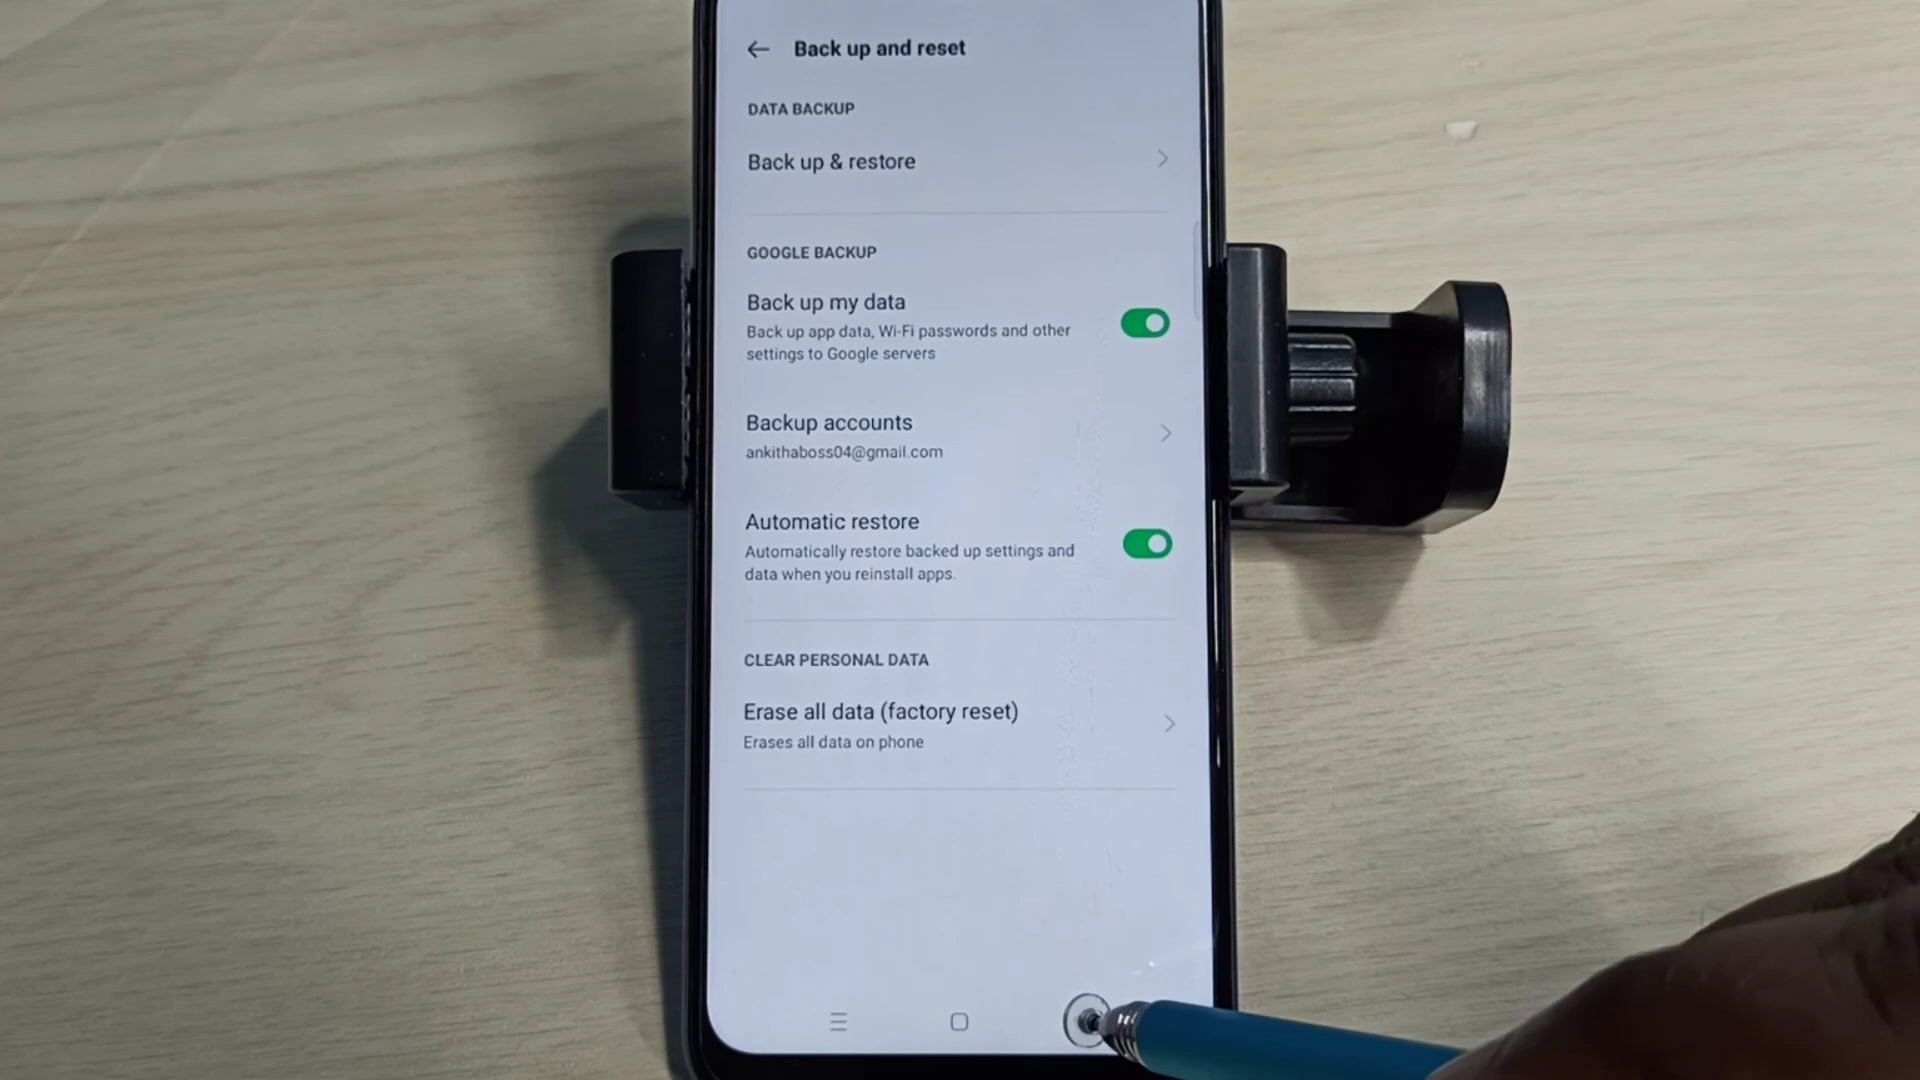 Back up and reset
DATA BACKUP
Back up & restore
GOOGLE BACKUP
Back up my data
Back up app data, Wi-Fi passwords and other
settings to Google servers
Backup accounts
ankithaboss04@gmail.com
Automatic restore
Automatically restore backed up settings and
data when you reinstall apps.
CLEAR PERSONAL DATA
Erase all data (factory reset)
Erases all data on phone